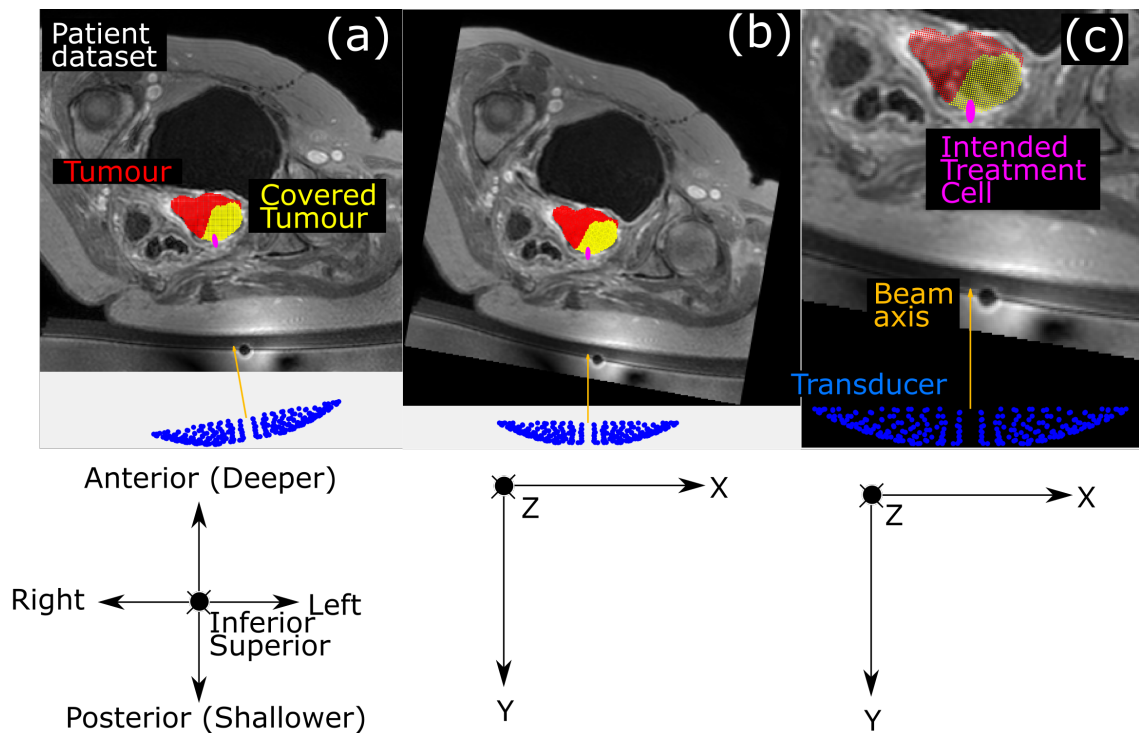 Patient
dataset
(a)
(b)
(c)
Tumour
Covered
Tumour
Intended
Treatment
Cell
Beam
axis
Transducer
Anterior (Deeper)
Right
Left
Inferior
Superior
Posterior (Shallower)
X
Z
Y
X
Z
Y